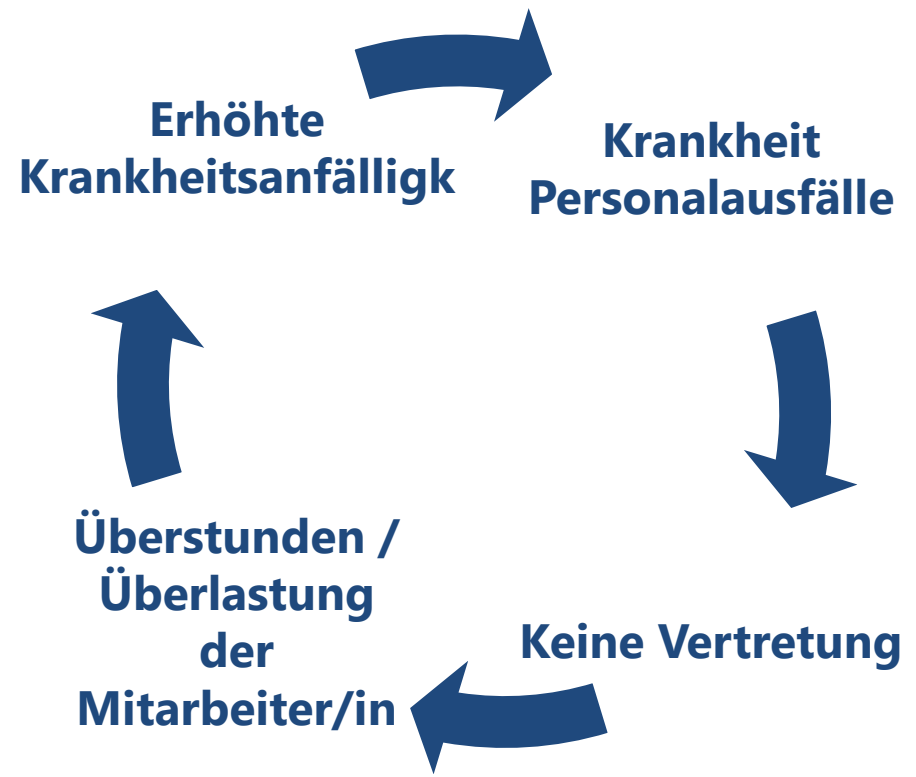 Erhöhte
Krankheitsanfälligk
Krankheit
Personalausfälle
Keine Vertretung
Überstunden /
Überlastung
der
Mitarbeiter/in